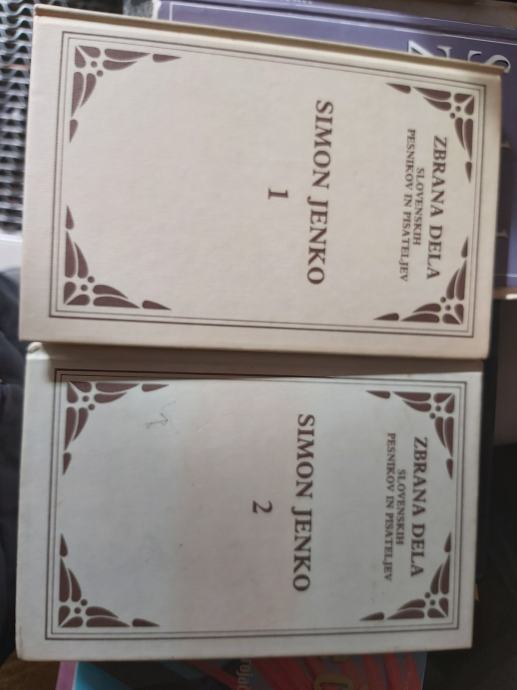 ZBRANA DELA
SLOVENSKIH
PESNIKOV IN PISATELJEV
SIMON JENKO
1
ZBRANA DELA
SLOVENSKIH
PESNIKOV IN PISATELJEV
SIMON JENKO
2